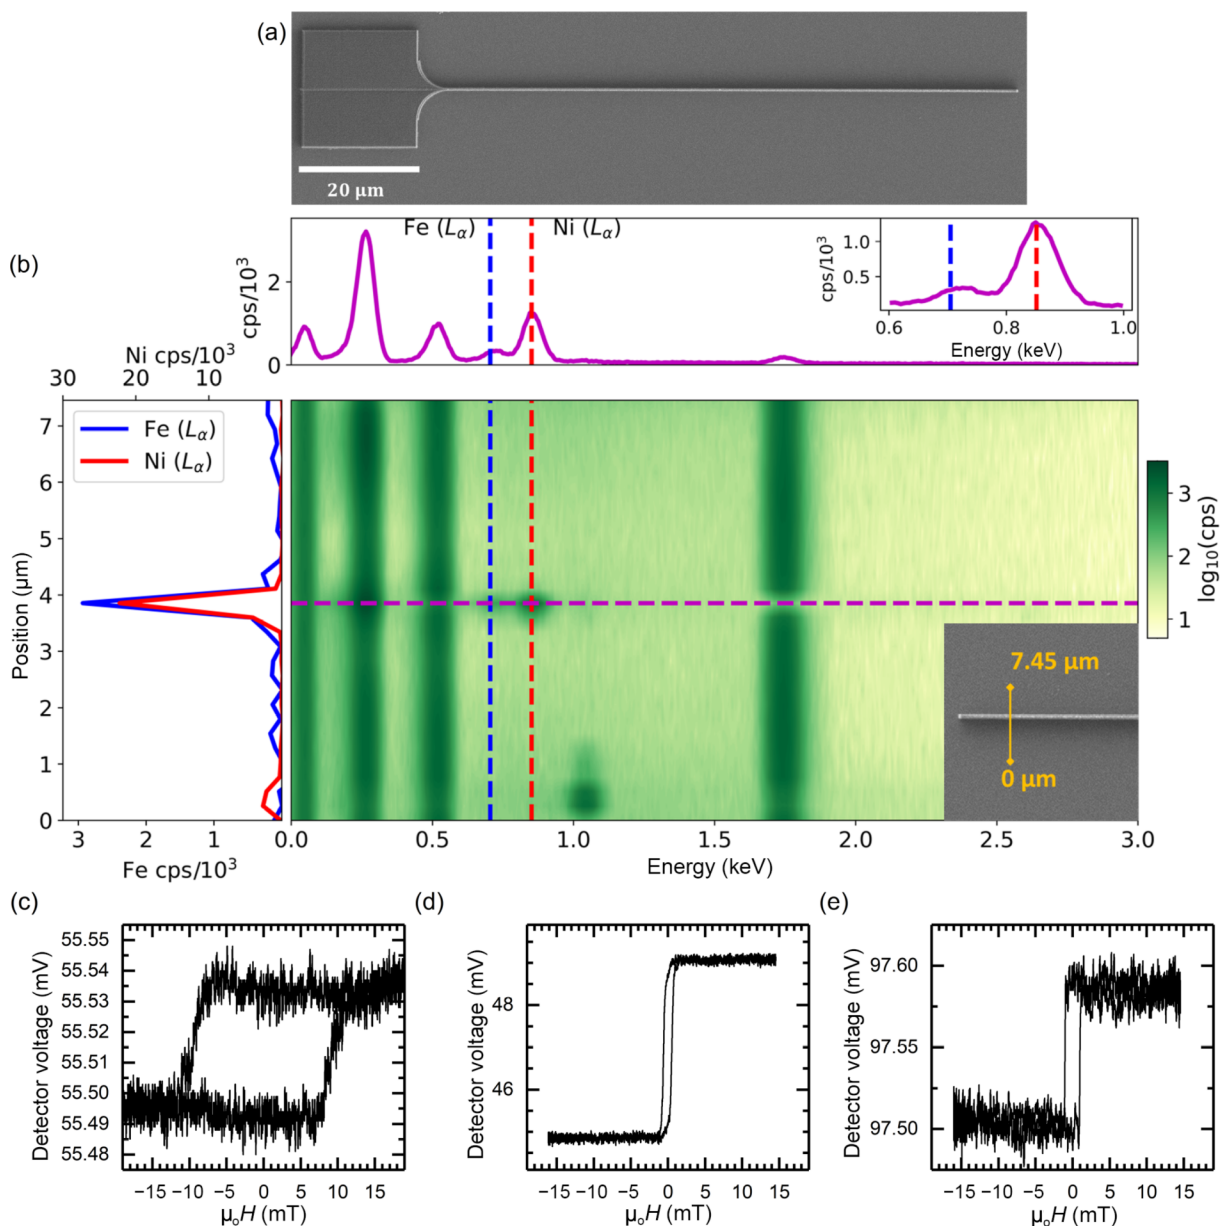 (a)
20 μm
(b)
Fe (Lα) Ni (Lα)
cps/10³
2
0
cps/10³
1.0
0.5
0.6 0.8 1.0
Energy (keV)
Ni cps/10³
30 20 10
Fe (Lα)
Ni (Lα)
Position (μm)
7
6
5
4
3
2
1
0
3 2 1
Fe cps/10³
0.0 0.5 1.0 1.5 2.0 2.5 3.0
Energy (keV)
7.45 μm
0 μm
3
2
1
log₁₀(cps)
(c)
Detector voltage (mV)
55.55
55.54
55.53
55.52
55.51
55.50
55.49
55.48
−15 −10 −5 0 5 10 15
μₒH (mT)
(d)
Detector voltage (mV)
48
46
−15 −10 −5 0 5 10 15
μₒH (mT)
(e)
Detector voltage (mV)
97.60
97.55
97.50
−15 −10 −5 0 5 10 15
μₒH (mT)